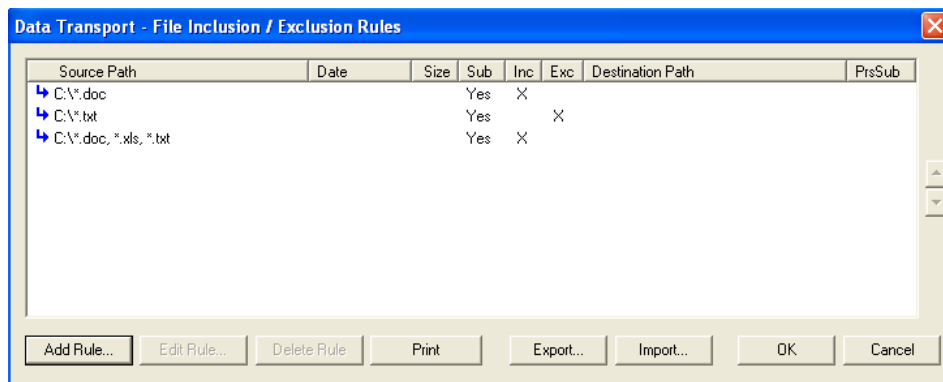 Data Transport - File Inclusion / Exclusion Rules
Source Path Date Size Sub Inc Exc Destination Path PrsSub
C:\*.doc Yes X
C:\*.txt Yes X
C:\*.doc, *.xls, *.txt Yes X
Add Rule... Edit Rule... Delete Rule Print Export... Import... OK Cancel